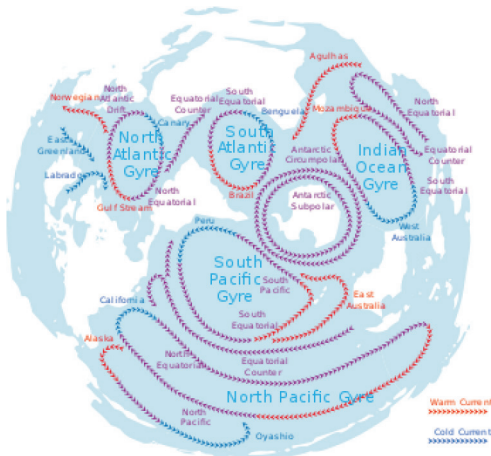 Agulhas
Norwegian
North
Atlantic
Drift
Equatorial
Counter
South
Equatorial
Benguela
Mozambique
North
Equatorial
Canary
East
Greenland
North
Atlantic
Gyre
South
Atlantic
Gyre
Antarctic
Circumpolar
Indian
Ocean
Gyre
Equatorial
Counter
Labrador
South
Equatorial
Gulf Stream
North
Equatorial
Brazil
Antarctic
Subpolar
Peru
West
Australia
South
Pacific
Gyre
South
Pacific
California
East
Australia
South
Equatorial
Alaska
North
Equatorial
Equatorial
Counter
North Pacific Gyre
North
Pacific
Oyashio
Warm Current
Cold Current